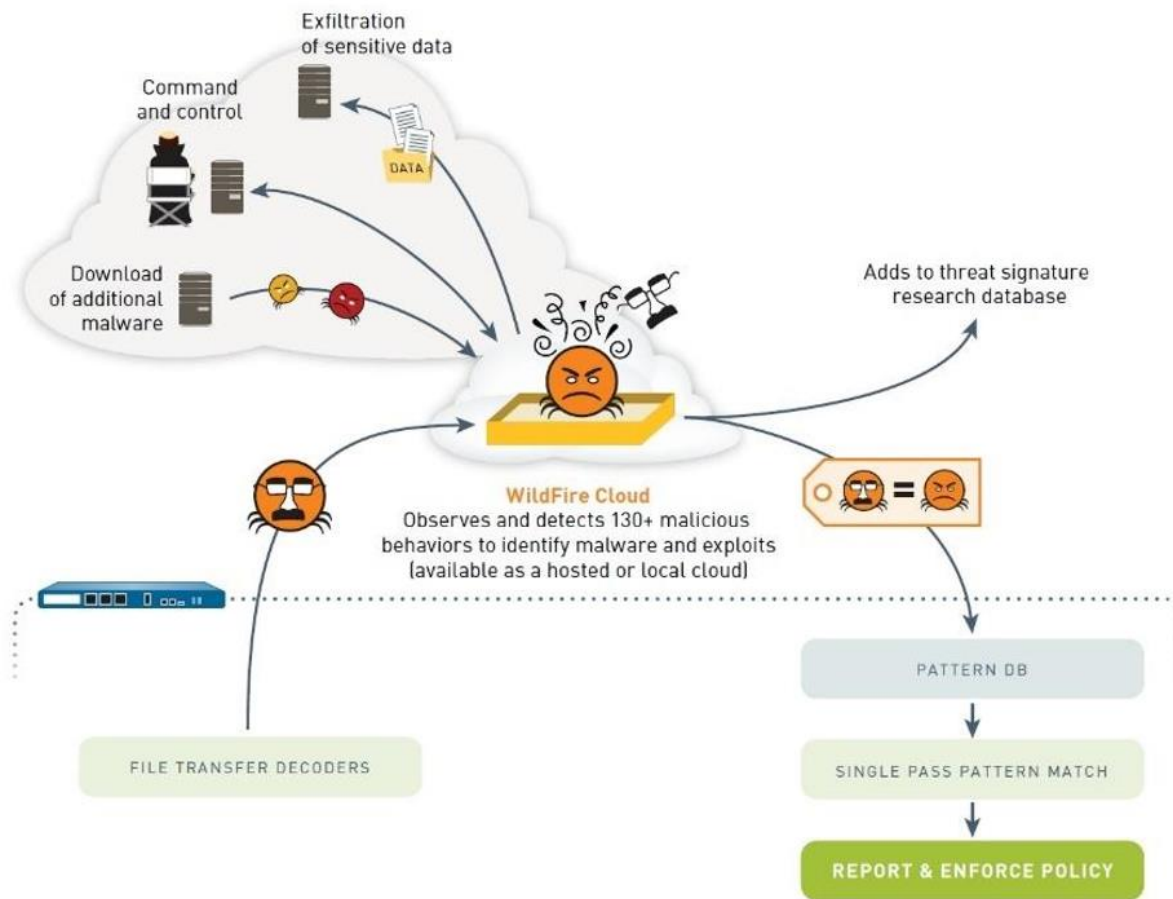 Exfiltration
of sensitive data
Command
and control
DATA
Download
of additional
malware
Adds to threat signature
research database
=
WildFire Cloud
Observes and detects 130+ malicious
behaviors to identify malware and exploits
(available as a hosted or local cloud)
PATTERN DB
FILE TRANSFER DECODERS
SINGLE PASS PATTERN MATCH
REPORT & ENFORCE POLICY